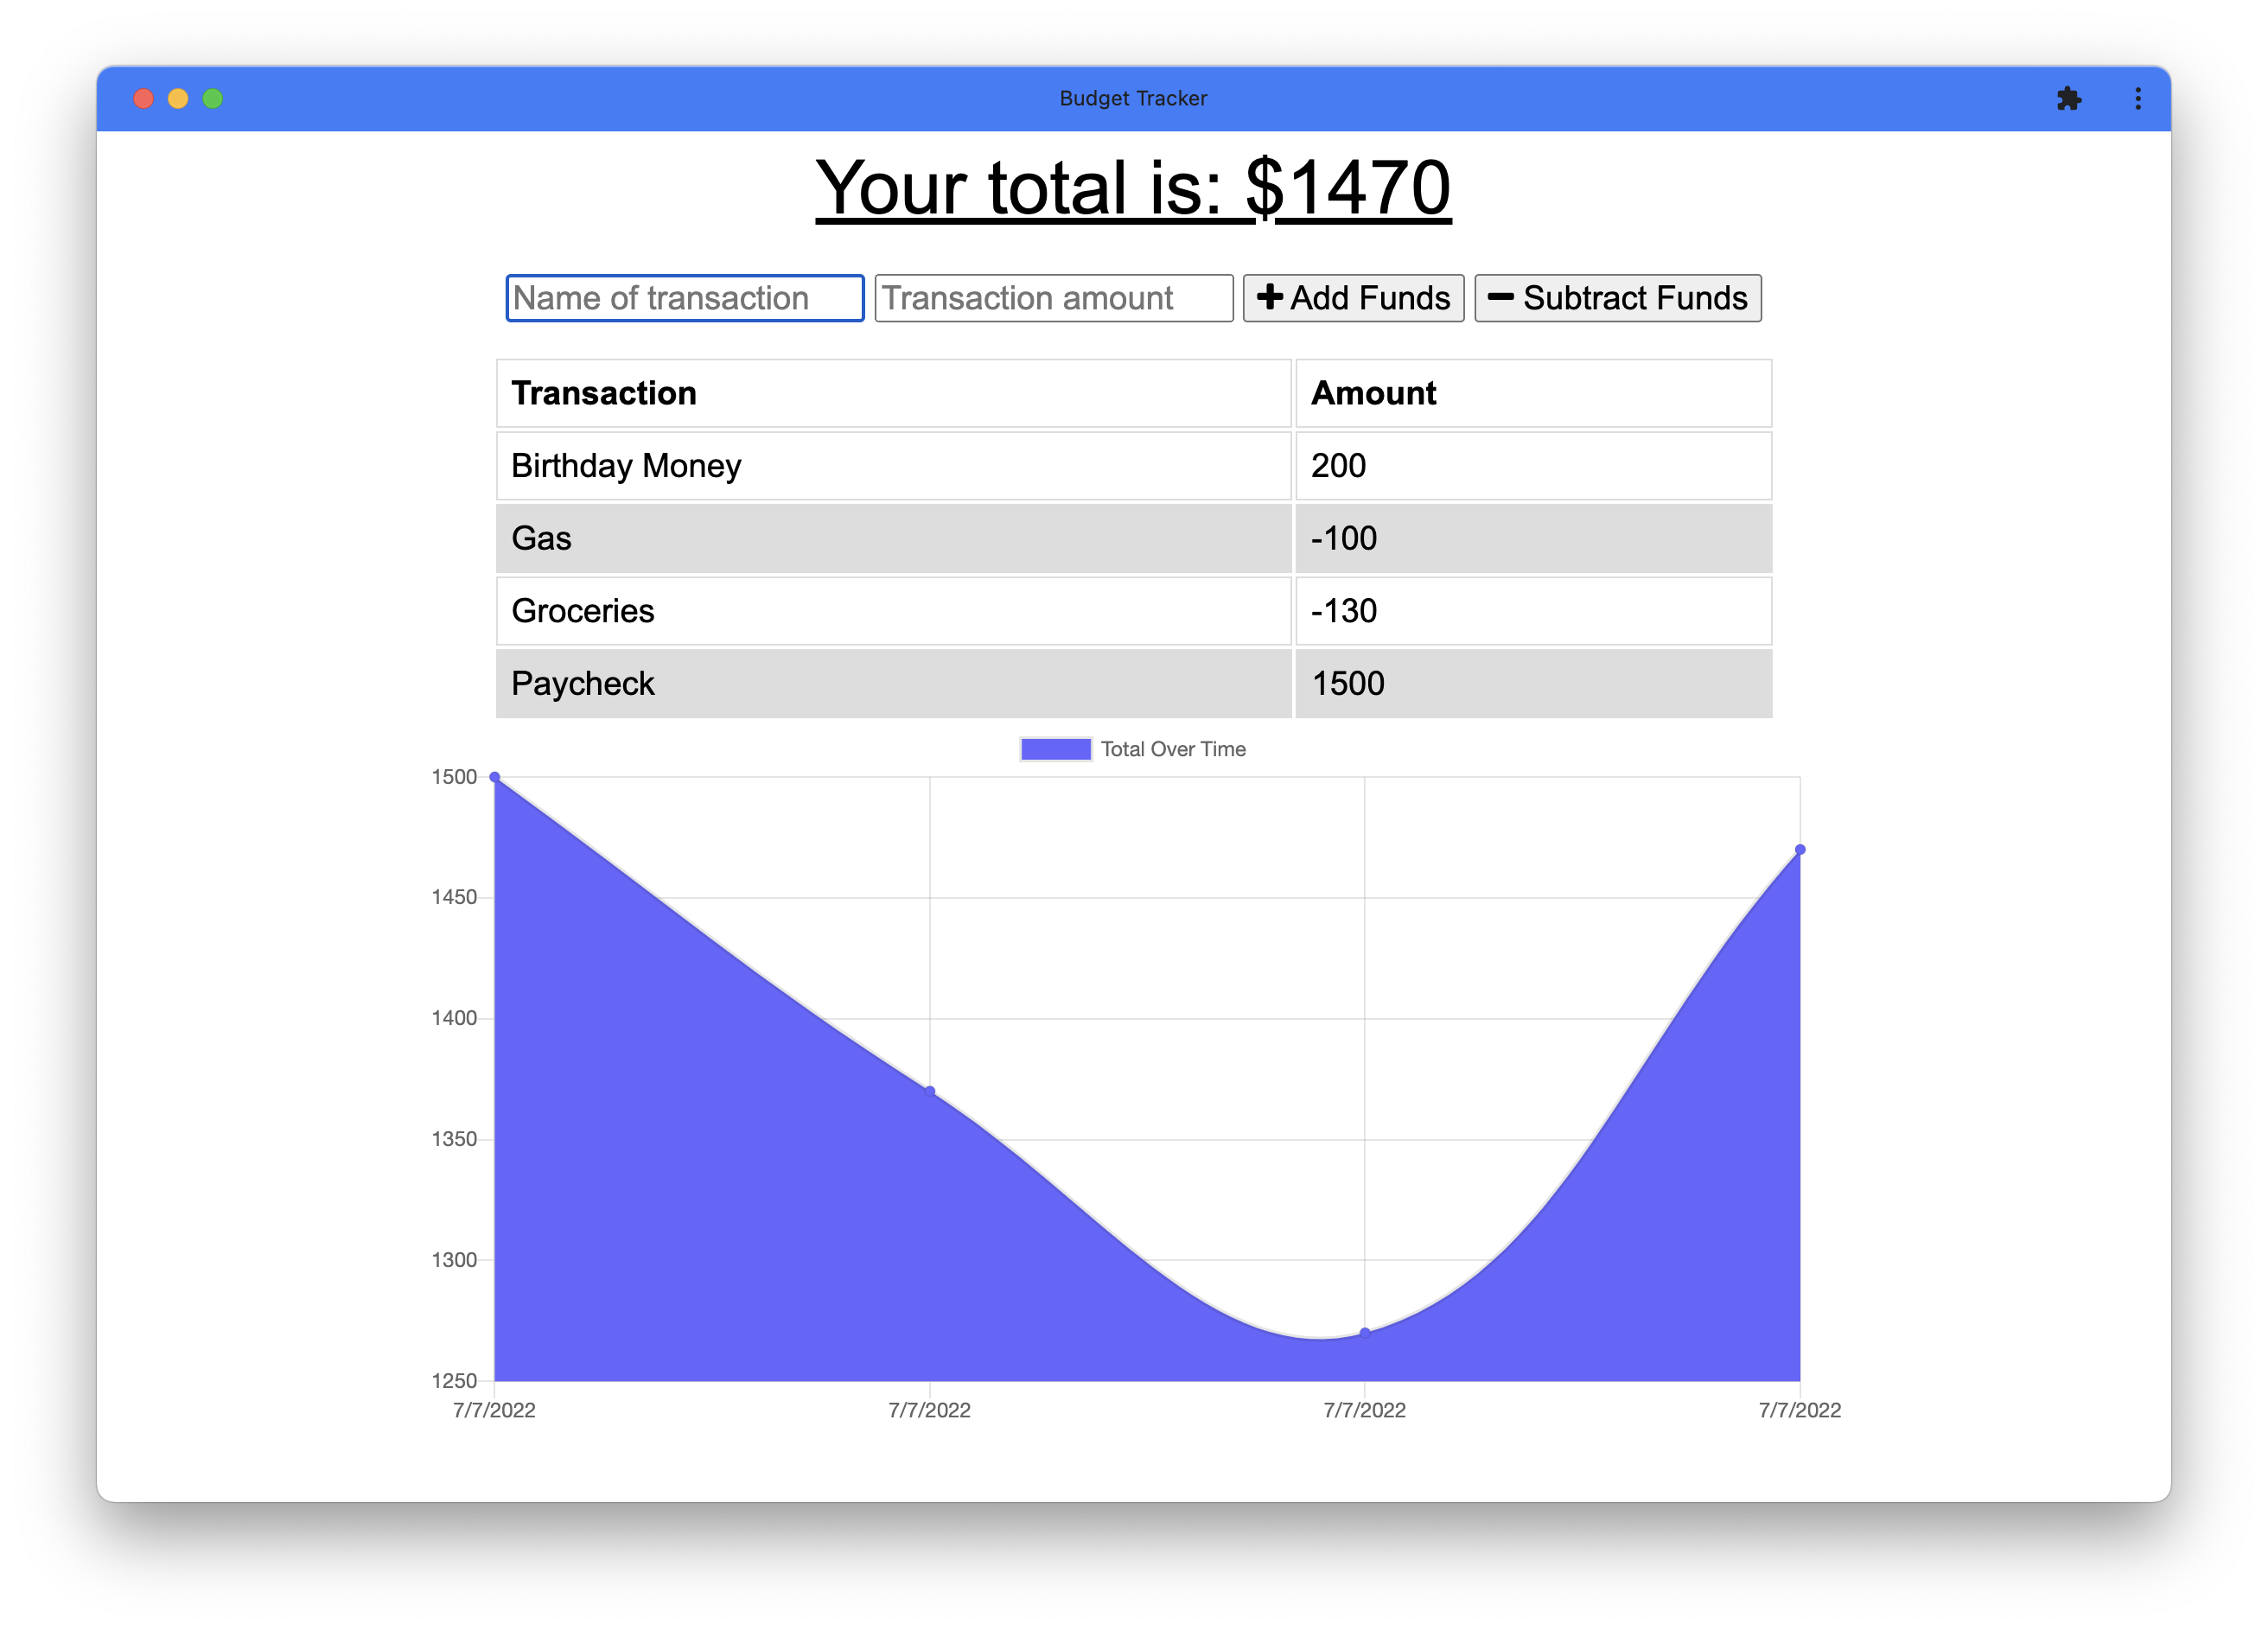 Budget Tracker
Your total is: $1470
Name of transaction Transaction amount Add Funds Subtract Funds
Transaction Amount
Birthday Money 200
Gas -100
Groceries -130
Paycheck 1500
Total Over Time
1500
1450
1400
1350
1300
1250
7/7/2022 7/7/2022 7/7/2022 7/7/2022